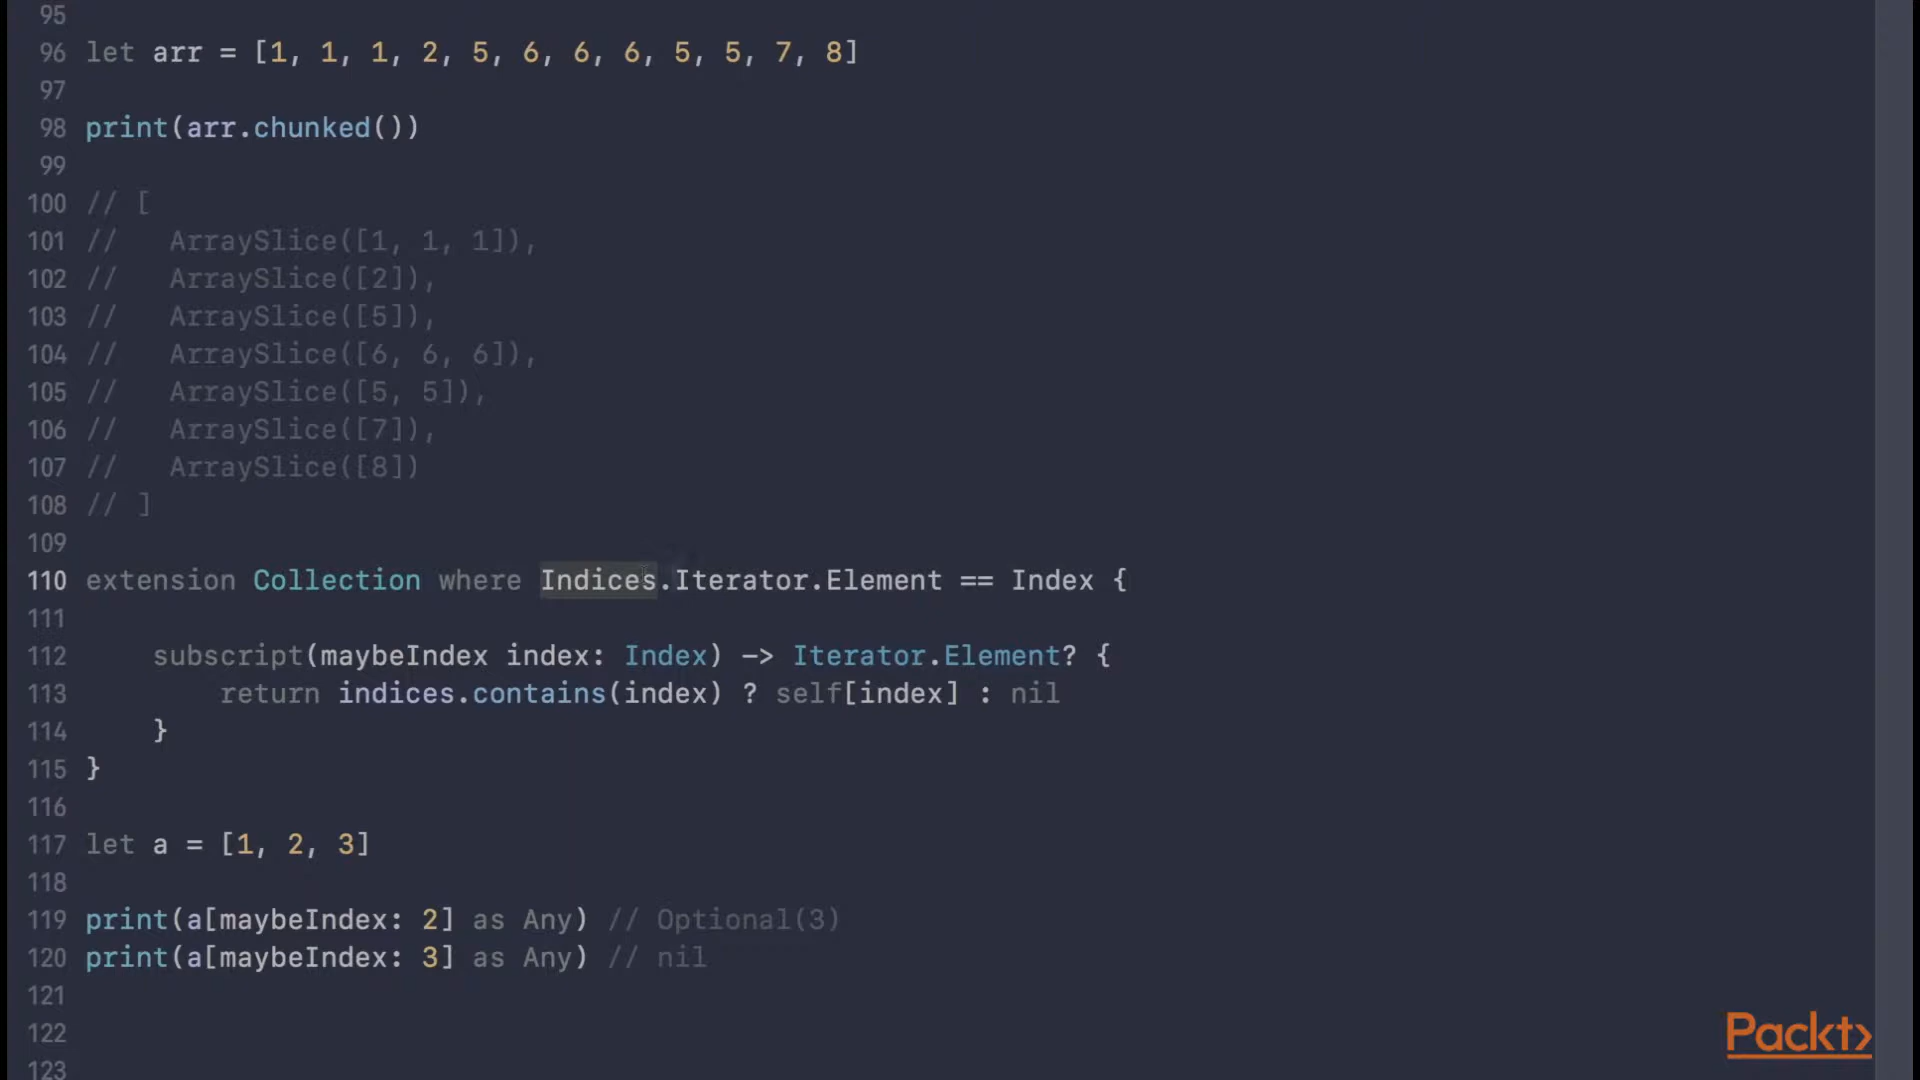 95
96 let arr = [1, 1, 1, 2, 5, 6, 6, 6, 5, 5, 7, 8]
97
98 print(arr.chunked())
99
100 // [
101 //   ArraySlice([1, 1, 1]),
102 //   ArraySlice([2]),
103 //   ArraySlice([5]),
104 //   ArraySlice([6, 6, 6]),
105 //   ArraySlice([5, 5]),
106 //   ArraySlice([7]),
107 //   ArraySlice([8])
108 // ]
109
110 extension Collection where Indices.Iterator.Element == Index {
111
112     subscript(maybeIndex index: Index) -> Iterator.Element? {
113         return indices.contains(index) ? self[index] : nil
114     }
115 }
116
117 let a = [1, 2, 3]
118
119 print(a[maybeIndex: 2] as Any) // Optional(3)
120 print(a[maybeIndex: 3] as Any) // nil
121
122
123
Packt>